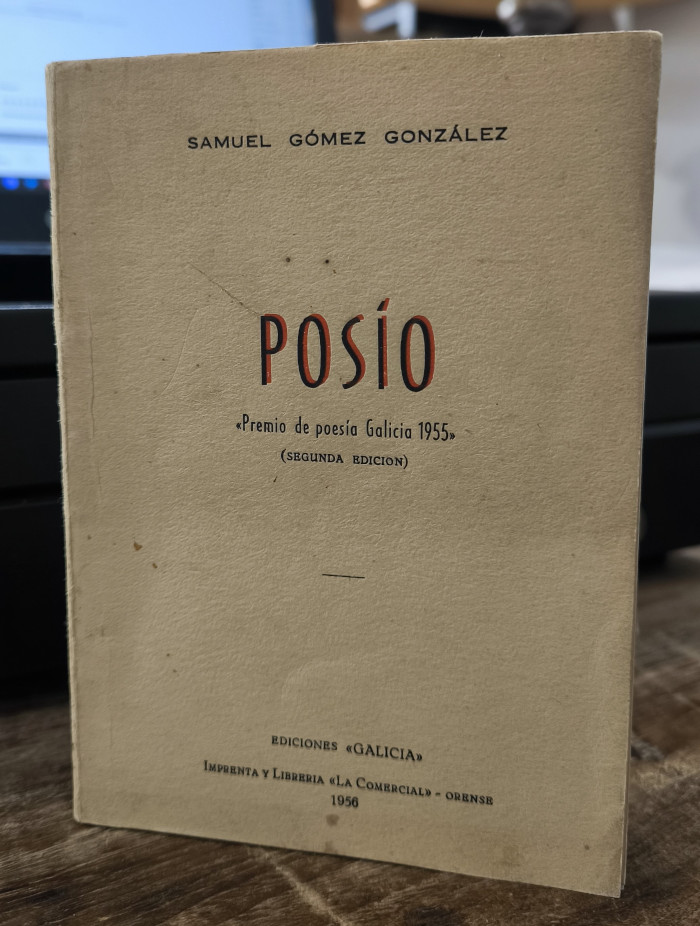 SAMUEL GÓMEZ GONZÁLEZ
POSÍO
«Premio de poesía Galicia 1955»
(SEGUNDA EDICION)
EDICIONES «GALICIA»
IMPRENTA Y LIBRERIA «LA COMERCIAL» - ORENSE
1956